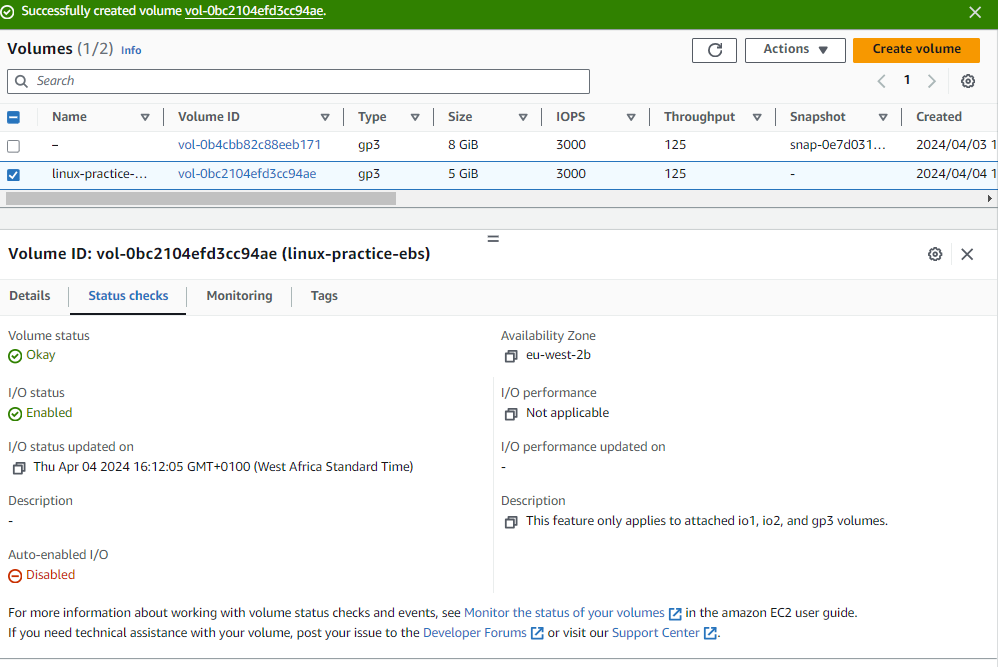 Successfully created volume vol-0bc2104efd3cc94ae.
Volumes (1/2) Info
Actions
Create volume
Search
1
Name Volume ID Type Size IOPS Throughput Snapshot Created
– vol-0b4cbb82c88eeb171 gp3 8 GiB 3000 125 snap-0e7d031... 2024/04/03 1
linux-practice-... vol-0bc2104efd3cc94ae gp3 5 GiB 3000 125 - 2024/04/04 1
Volume ID: vol-0bc2104efd3cc94ae (linux-practice-ebs)
Details Status checks Monitoring Tags
Volume status
Okay
Availability Zone
eu-west-2b
I/O status
Enabled
I/O performance
Not applicable
I/O status updated on
Thu Apr 04 2024 16:12:05 GMT+0100 (West Africa Standard Time)
I/O performance updated on
-
Description
-
Description
This feature only applies to attached io1, io2, and gp3 volumes.
Auto-enabled I/O
Disabled
For more information about working with volume status checks and events, see Monitor the status of your volumes in the amazon EC2 user guide.
If you need technical assistance with your volume, post your issue to the Developer Forums or visit our Support Center.